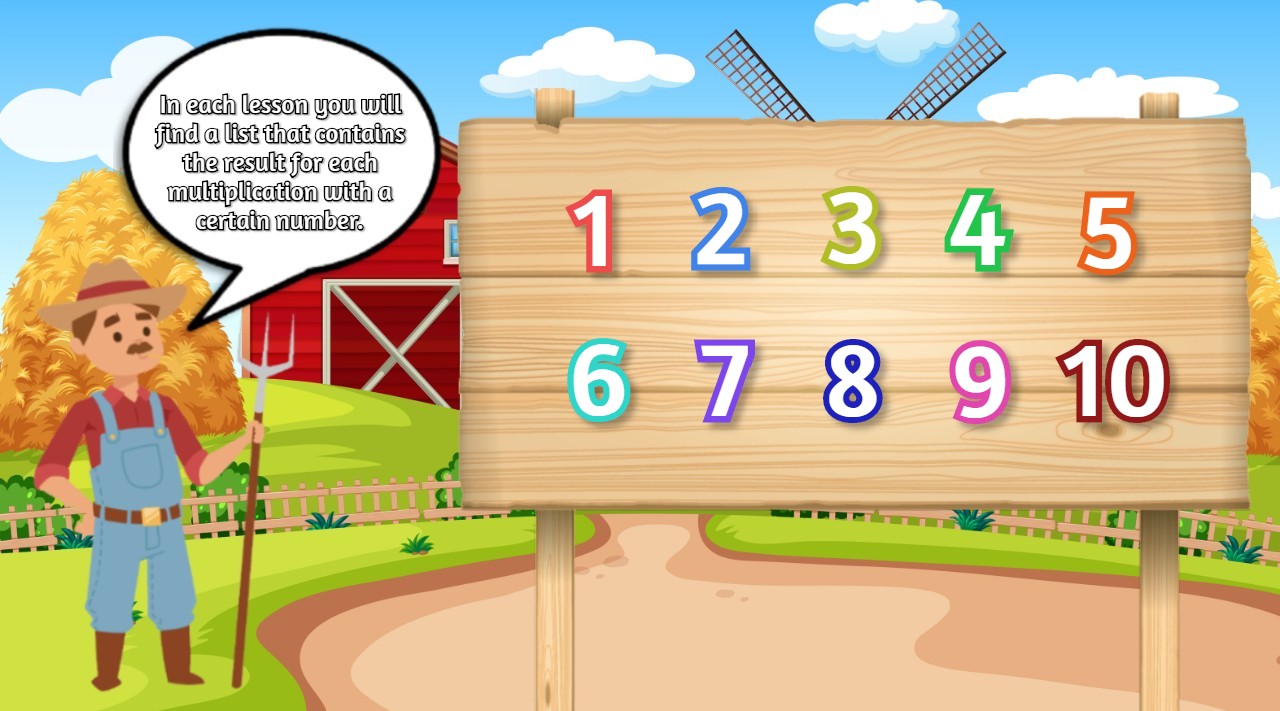 In each lesson you will
find a list that contains
the result for each
multiplication with a
certain number.
1 2 3 4 5
6 7 8 9 10